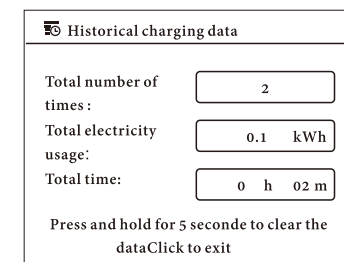 Historical charging data
Total number of times : 2
Total electricity usage: 0.1 kWh
Total time: 0 h 02 m
Press and hold for 5 seconde to clear the
dataClick to exit